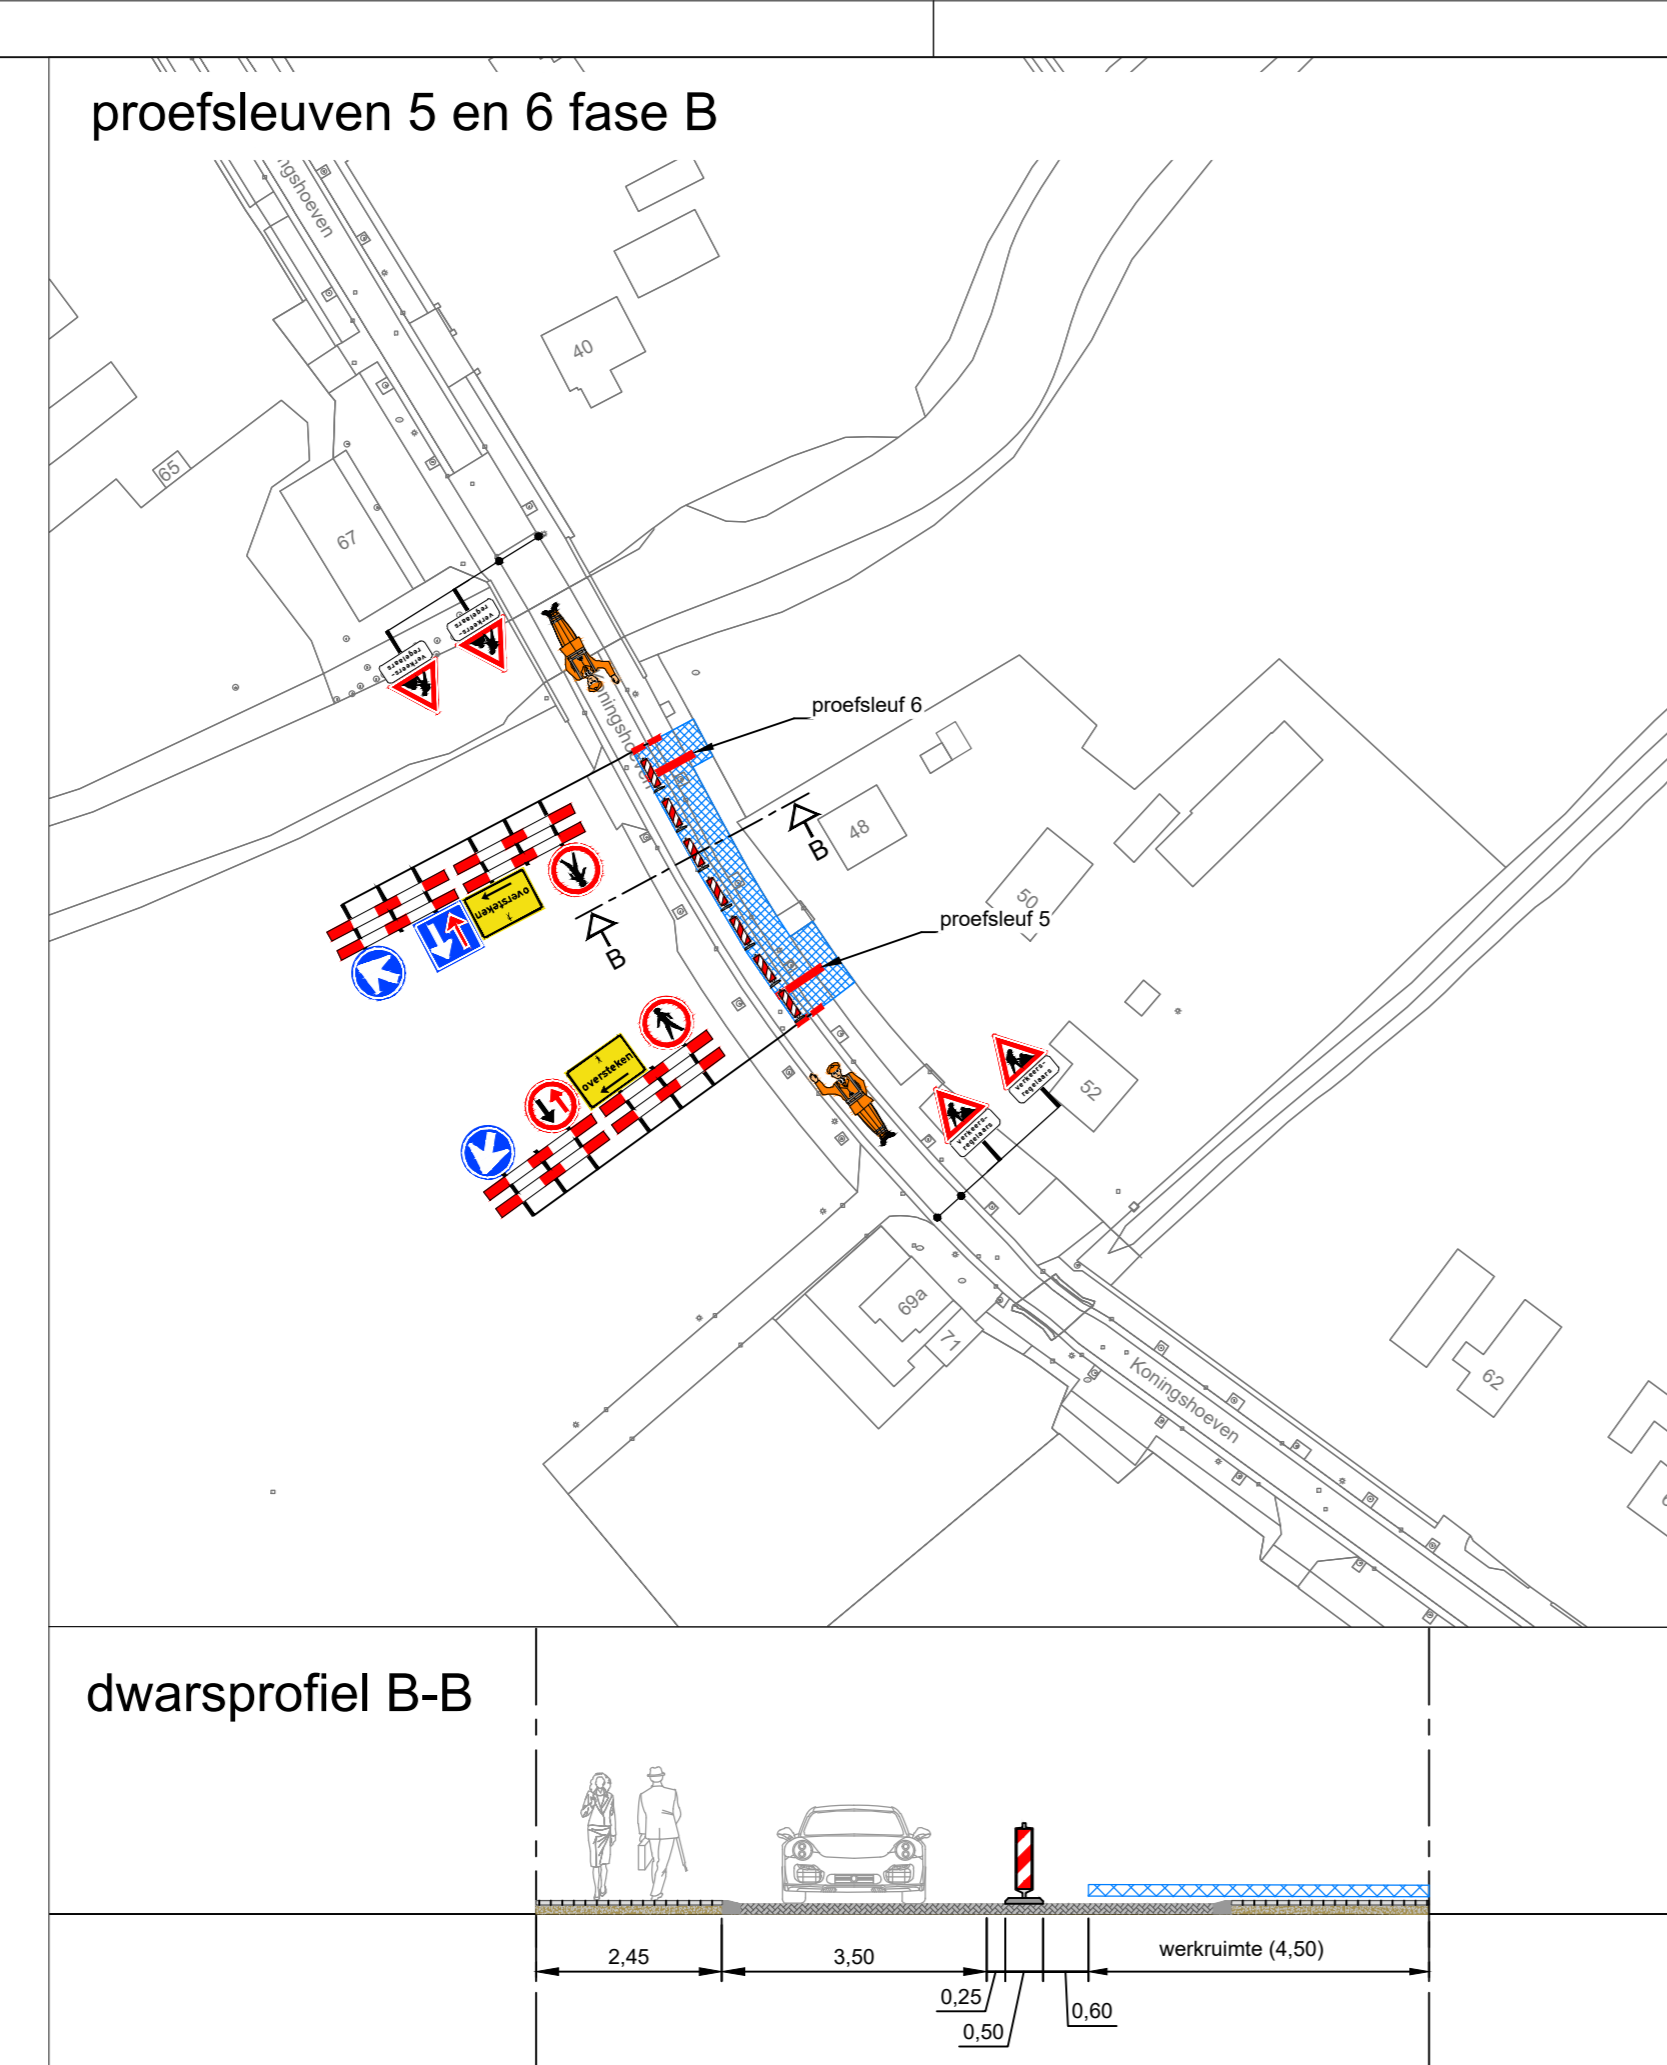 proefsleuven 5 en 6 fase B
ngshoeven
40
65
67
verkeers-
regelaars
verkeers-
regelaars
ningshoeven
proefsleuf 6
B
48
50
oversteken
B
proefsleuf 5
oversteken
verkeers-
regelaars
52
verkeers-
regelaars
69a
71
Koningshoeven
62
dwarsprofiel B-B
2,45
3,50
werkruimte (4,50)
0,25
0,50
0,60